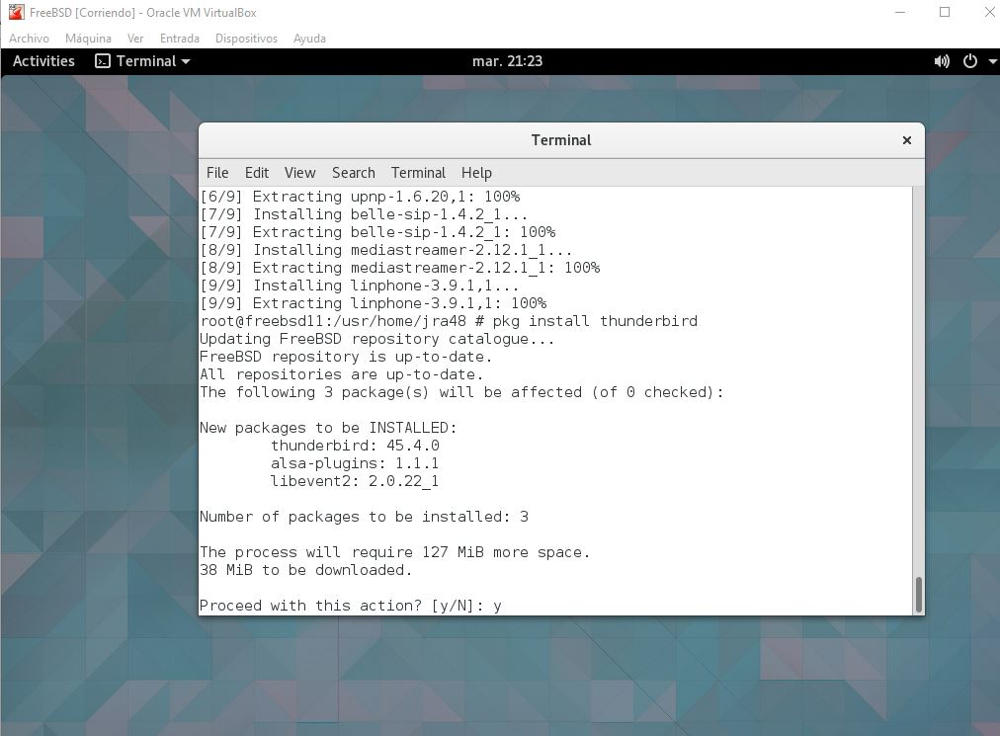 FreeBSD [Corriendo] - Oracle VM VirtualBox
Archivo Máquina Ver Entrada Dispositivos Ayuda
Activities Terminal mar. 21:23
Terminal
File Edit View Search Terminal Help
[6/9] Extracting upnp-1.6.20,1: 100%
[7/9] Installing belle-sip-1.4.2_1...
[7/9] Extracting belle-sip-1.4.2_1: 100%
[8/9] Installing mediastreamer-2.12.1_1...
[8/9] Extracting mediastreamer-2.12.1_1: 100%
[9/9] Installing linphone-3.9.1,1...
[9/9] Extracting linphone-3.9.1,1: 100%
root@freebsd11:/usr/home/jra48 # pkg install thunderbird
Updating FreeBSD repository catalogue...
FreeBSD repository is up-to-date.
All repositories are up-to-date.
The following 3 package(s) will be affected (of 0 checked):
New packages to be INSTALLED:
thunderbird: 45.4.0
alsa-plugins: 1.1.1
libevent2: 2.0.22_1
Number of packages to be installed: 3
The process will require 127 MiB more space.
38 MiB to be downloaded.
Proceed with this action? [y/N]: y